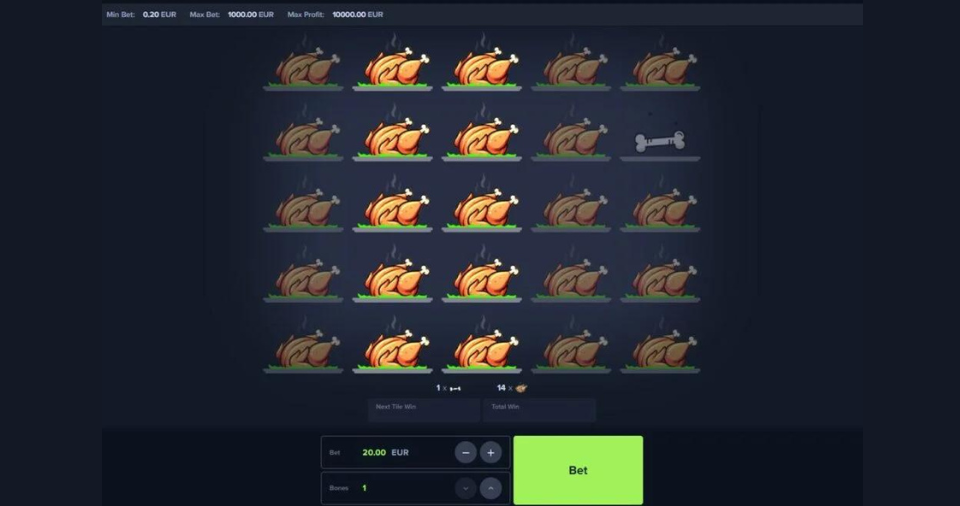 Min Bet: 0.20 EUR Max Bet: 1000.00 EUR Max Profit: 10000.00 EUR
1 x 14 x
Next Tile Win Total Win
Bet 20.00 EUR − +
Bet
Bones 1